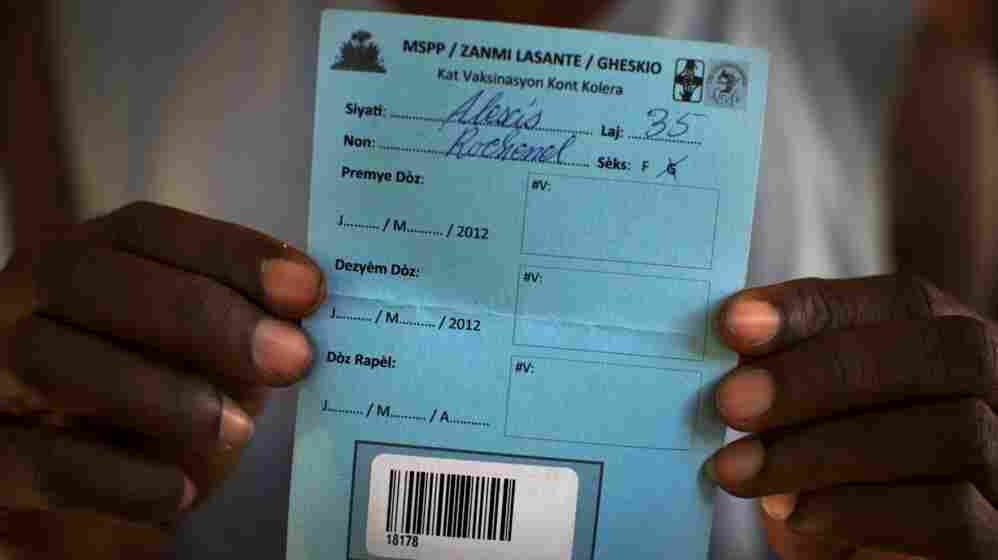 MSPP / ZANMI LASANTE / GHESKIO
Kat Vaksinasyon Kont Kolera
Siyati: Alexis Laj: 35
Non: Rochenel Sèks: F G
Premye Dòz: #V:
J.......... / M.......... / 2012
Dezyèm Dòz: #V:
J.......... / M.......... / 2012
Dòz Rapèl: #V:
J.......... / M.......... / A...........
18178